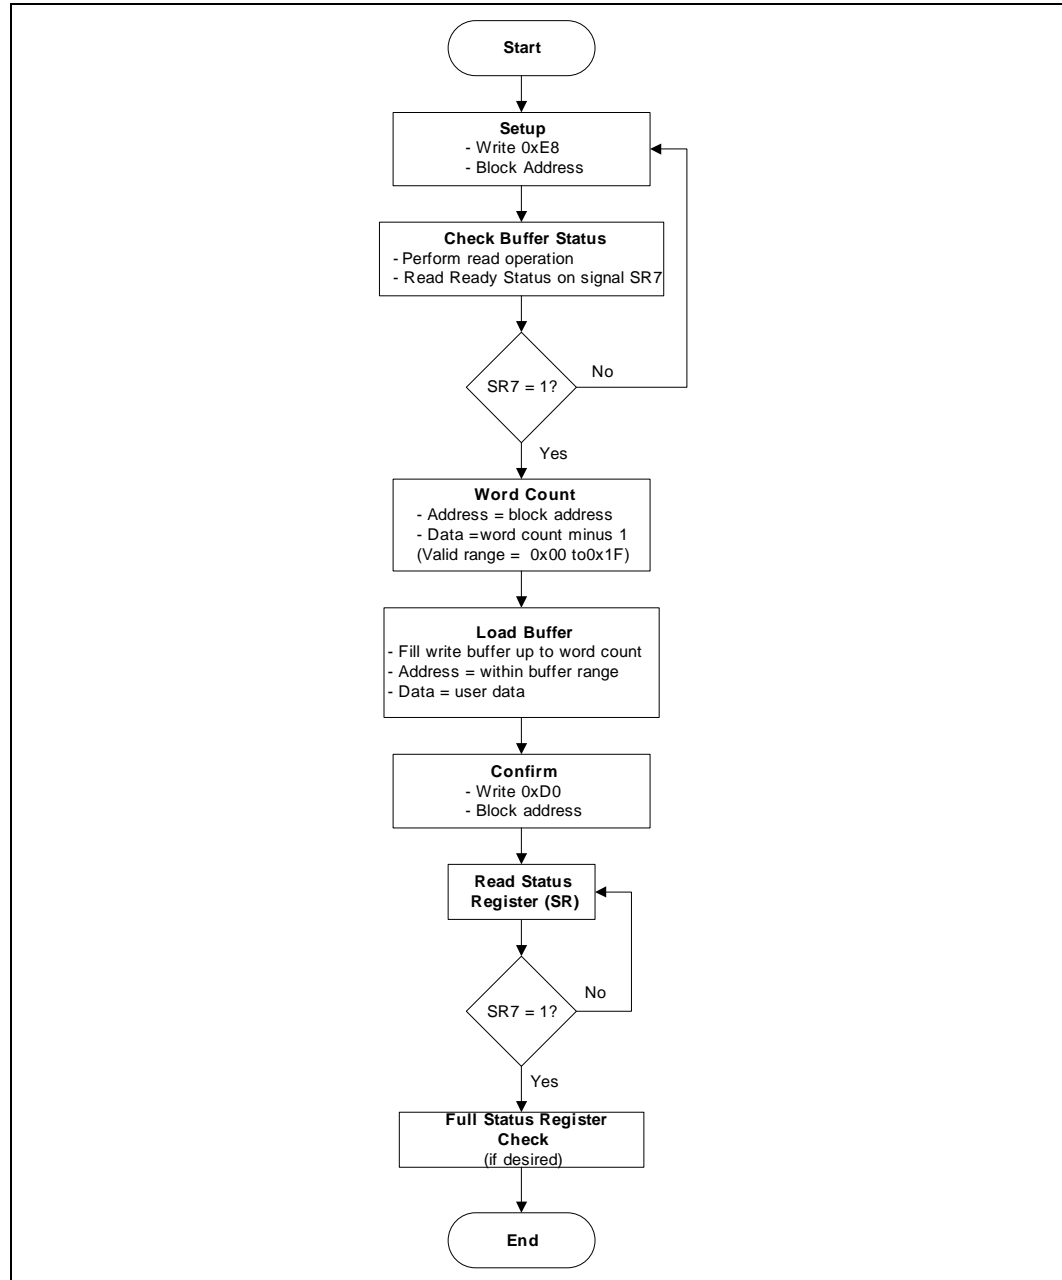 Start
Setup
- Write 0xE8
- Block Address
Check Buffer Status
- Perform read operation
- Read Ready Status on signal SR7
SR7 = 1?
No
Yes
Word Count
- Address = block address
- Data =word count minus 1
(Valid range = 0x00 to0x1F)
Load Buffer
- Fill write buffer up to word count
- Address = within buffer range
- Data = user data
Confirm
- Write 0xD0
- Block address
Read Status
Register (SR)
No
SR7 = 1?
Yes
Full Status Register
Check
(if desired)
End